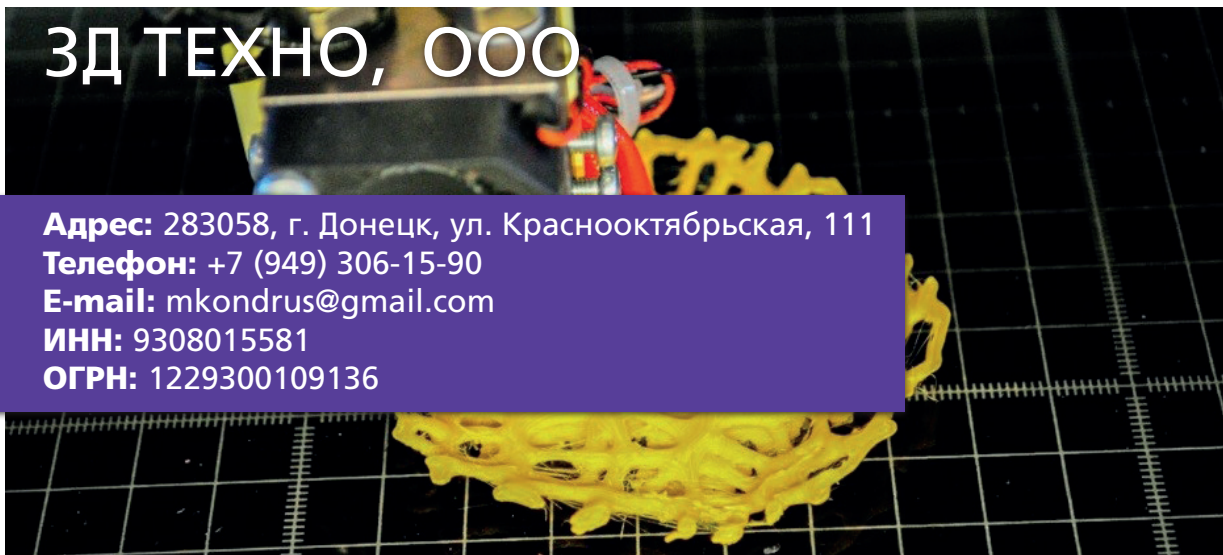 ЗД ТЕХНО, ООО
Адрес: 283058, г. Донецк, ул. Краснооктябрьская, 111
Телефон: +7 (949) 306-15-90
E-mail: mkondrus@gmail.com
ИНН: 9308015581
ОГРН: 1229300109136